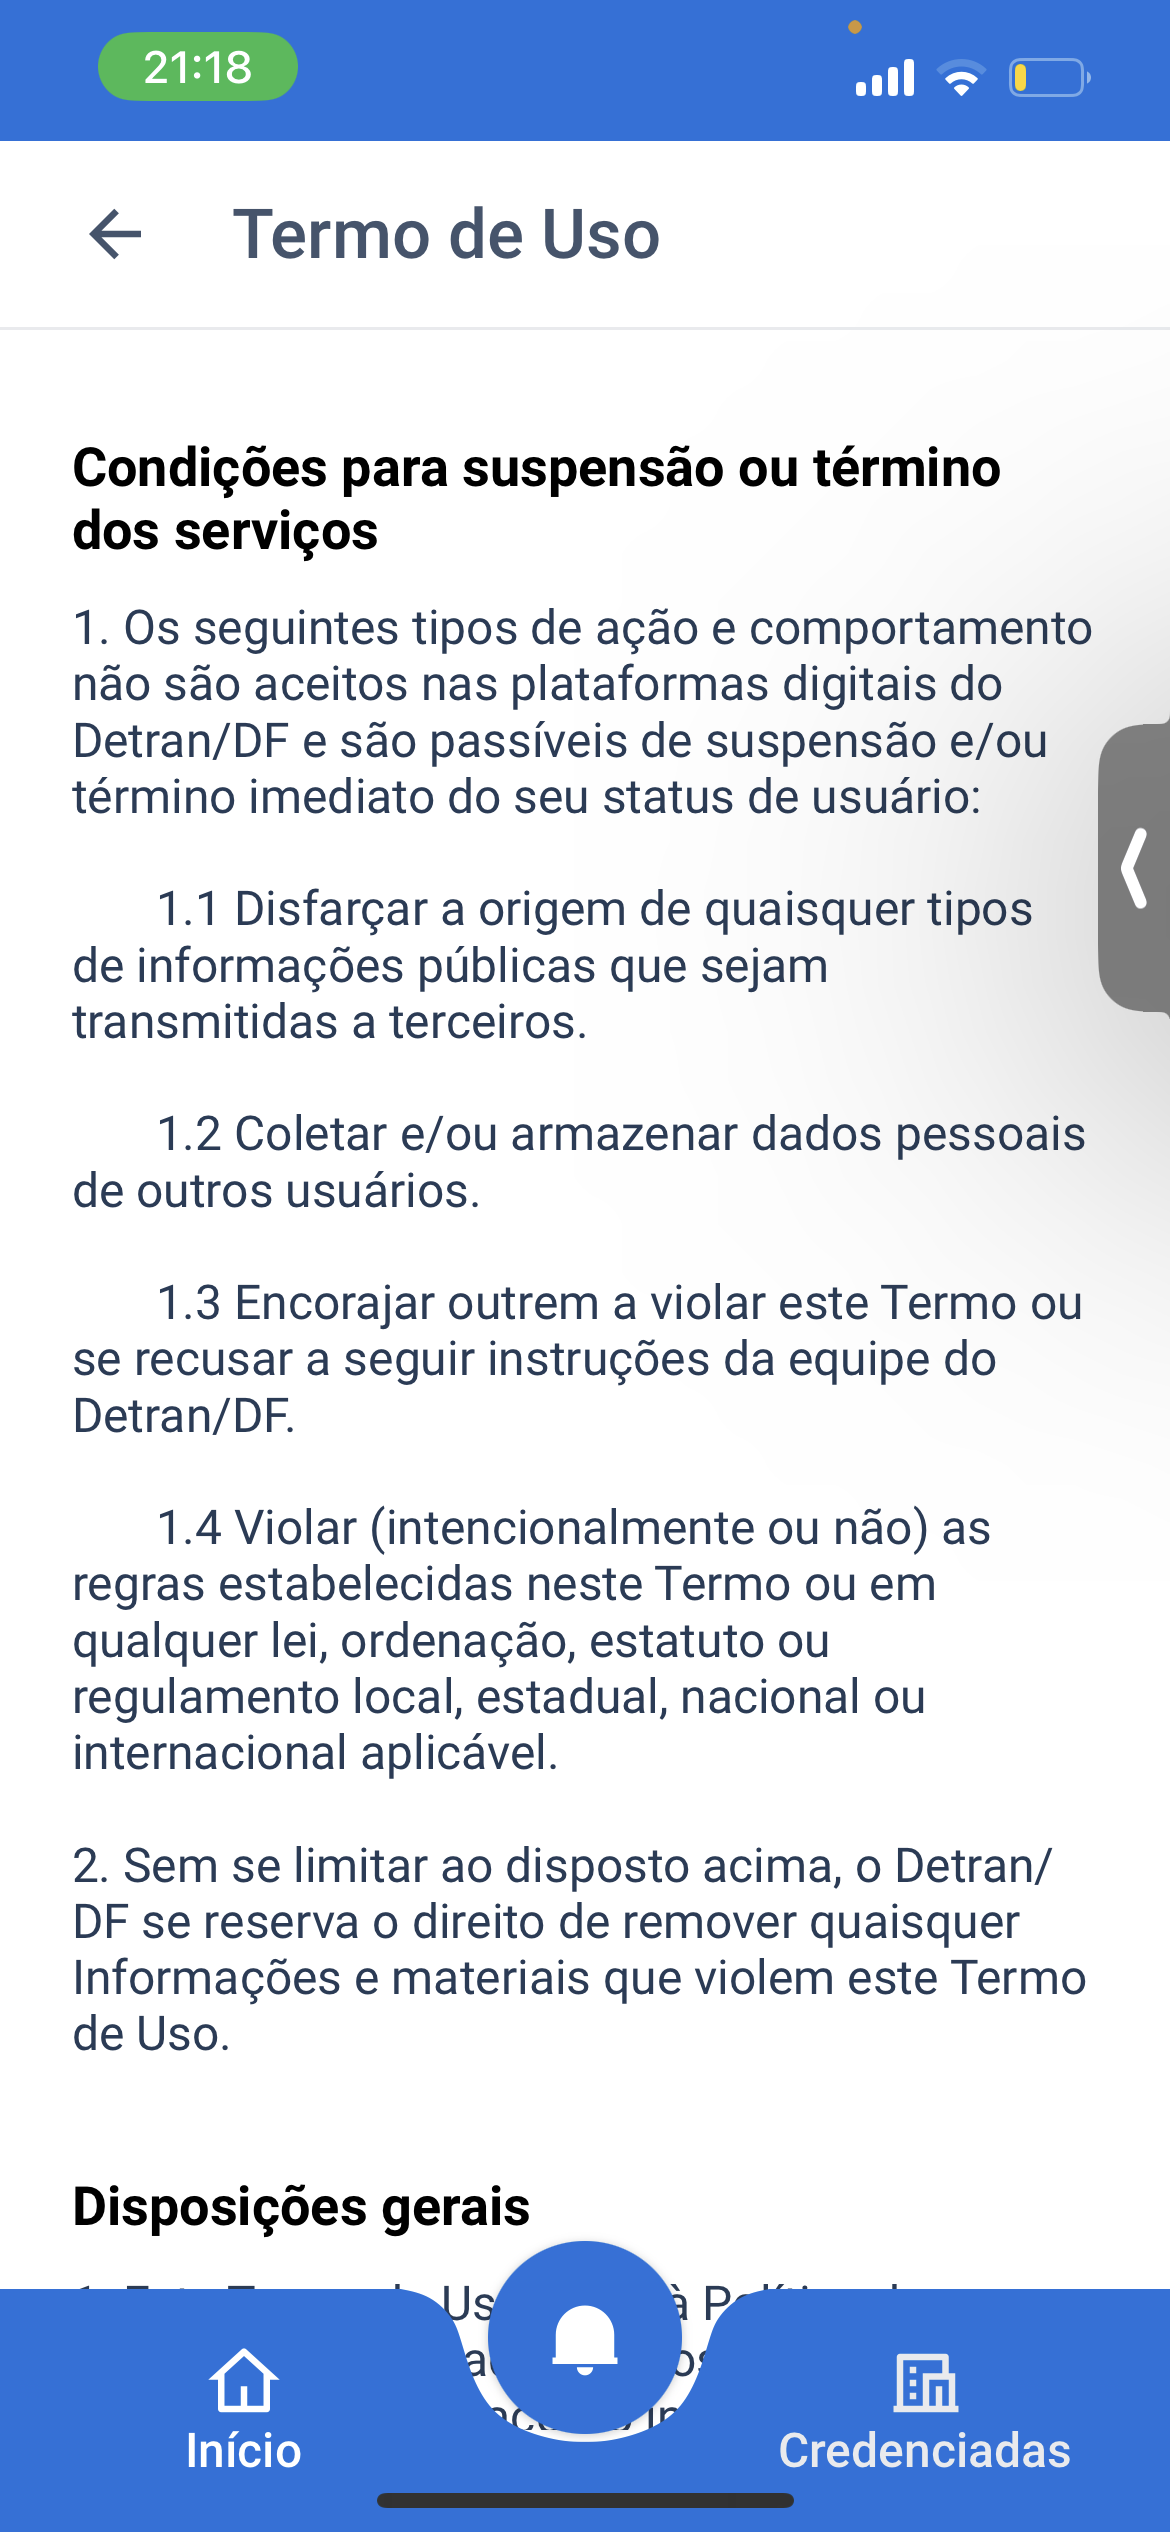 21:18
Termo de Uso
Condições para suspensão ou término
dos serviços
1. Os seguintes tipos de ação e comportamento
não são aceitos nas plataformas digitais do
Detran/DF e são passíveis de suspensão e/ou
término imediato do seu status de usuário:
1.1 Disfarçar a origem de quaisquer tipos
de informações públicas que sejam
transmitidas a terceiros.
1.2 Coletar e/ou armazenar dados pessoais
de outros usuários.
1.3 Encorajar outrem a violar este Termo ou
se recusar a seguir instruções da equipe do
Detran/DF.
1.4 Violar (intencionalmente ou não) as
regras estabelecidas neste Termo ou em
qualquer lei, ordenação, estatuto ou
regulamento local, estadual, nacional ou
internacional aplicável.
2. Sem se limitar ao disposto acima, o Detran/
DF se reserva o direito de remover quaisquer
Informações e materiais que violem este Termo
de Uso.
Disposições gerais
Início
Credenciadas